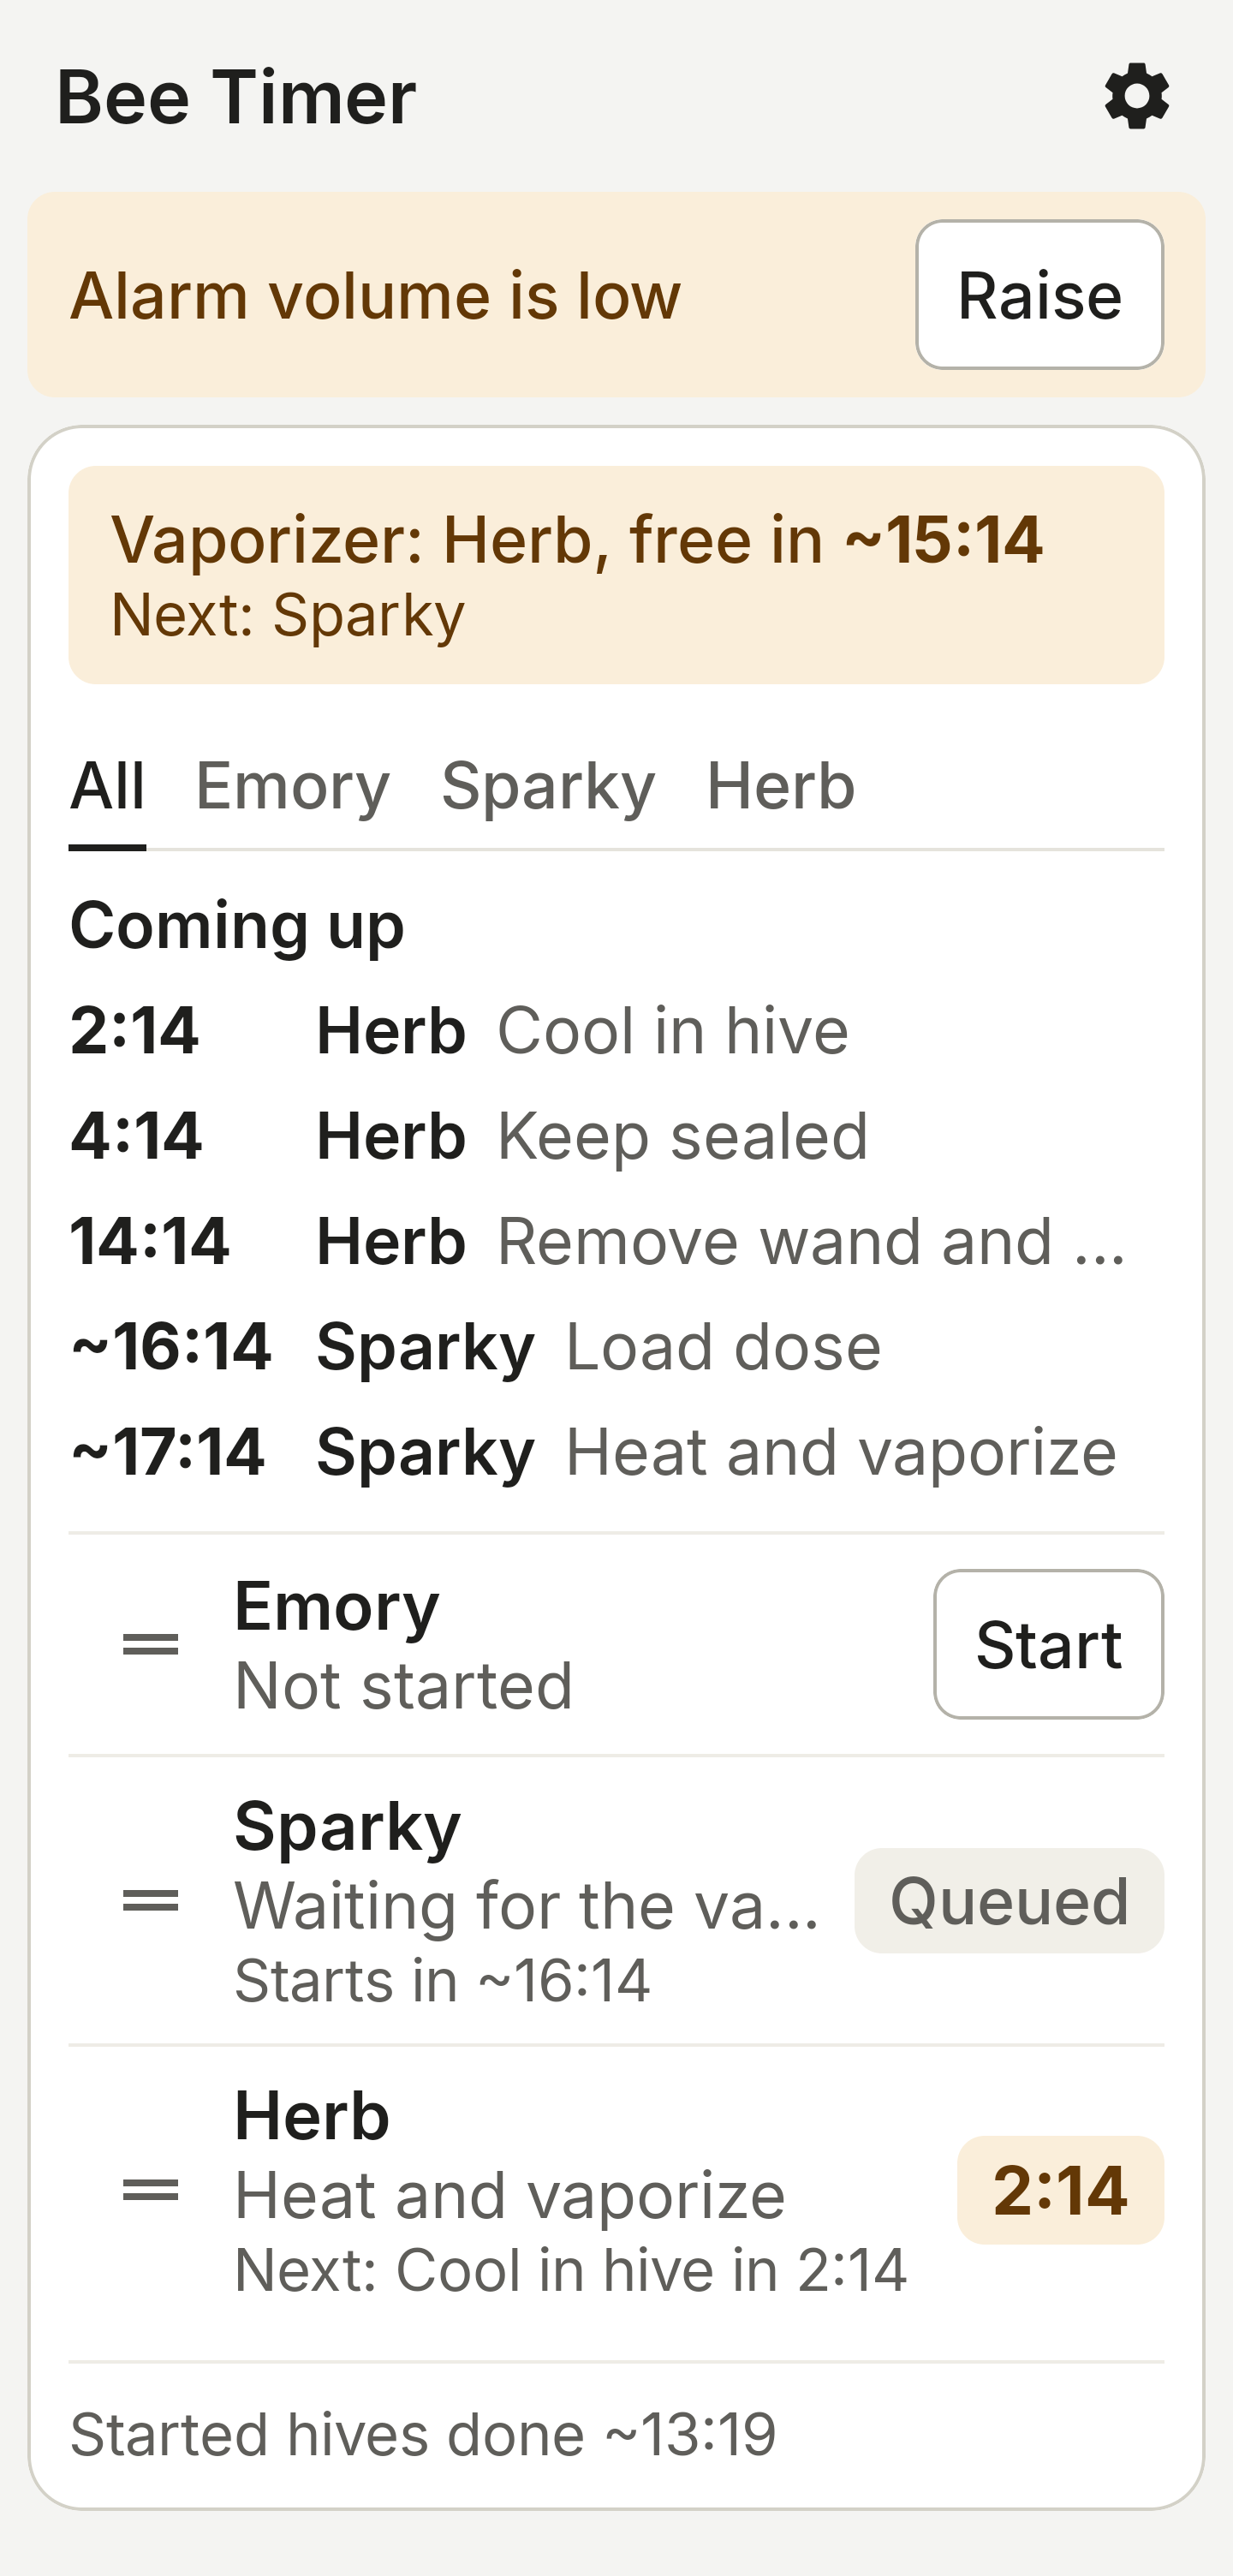 Bee Timer
Alarm volume is low
Raise
Vaporizer: Herb, free in ~15:14
Next: Sparky
All Emory Sparky Herb
Coming up
2:14 Herb Cool in hive
4:14 Herb Keep sealed
14:14 Herb Remove wand and ...
~16:14 Sparky Load dose
~17:14 Sparky Heat and vaporize
Emory
Not started
Start
Sparky
Waiting for the va...
Starts in ~16:14
Queued
Herb
Heat and vaporize
Next: Cool in hive in 2:14
2:14
Started hives done ~13:19